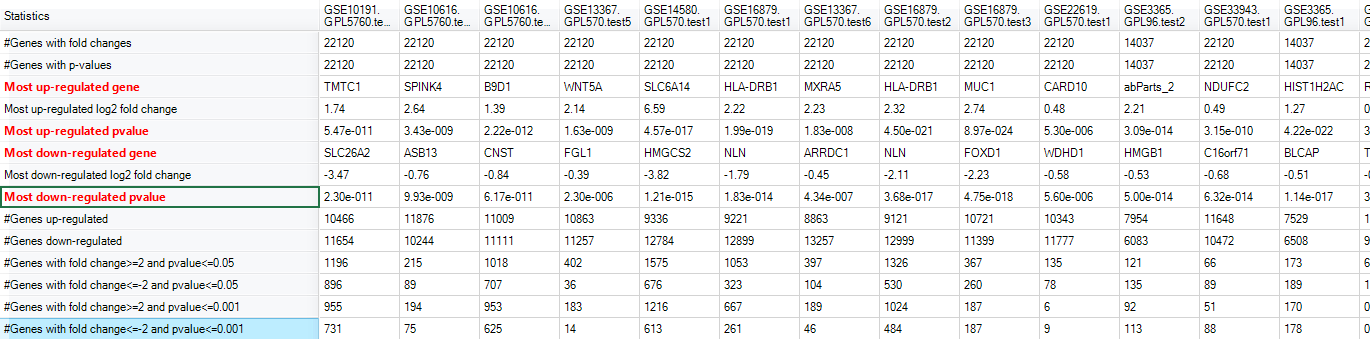 Statistics GSE10191. GSE10616. GSE10616. GSE13367. GSE14580. GSE16879. GSE13367. GSE16879. GSE16879. GSE22619. GSE3365. GSE33943. GSE3365. G
GPL5760.te... GPL5760.te... GPL5760.te... GPL570.test5 GPL570.test1 GPL570.test1 GPL570.test6 GPL570.test2 GPL570.test3 GPL570.test1 GPL96.test2 GPL570.test1 GPL96.test1
#Genes with fold changes 22120 22120 22120 22120 22120 22120 22120 22120 22120 22120 14037 22120 14037 2
#Genes with p-values 22120 22120 22120 22120 22120 22120 22120 22120 22120 22120 14037 22120 14037 2
Most up-regulated gene TMTC1 SPINK4 B9D1 WNT5A SLC6A14 HLA-DRB1 MXRA5 HLA-DRB1 MUC1 CARD10 abParts_2 NDUFC2 HIST1H2AC R
Most up-regulated log2 fold change 1.74 2.64 1.39 2.14 6.59 2.22 2.23 2.32 2.74 0.48 2.21 0.49 1.27 0
Most up-regulated pvalue 5.47e-011 3.43e-009 2.22e-012 1.63e-009 4.57e-017 1.99e-019 1.83e-008 4.50e-021 8.97e-024 5.30e-006 3.09e-014 3.15e-010 4.22e-022 3
Most down-regulated gene SLC26A2 ASB13 CNST FGL1 HMGCS2 NLN ARRDC1 NLN FOXD1 WDHD1 HMGB1 C16orf71 BLCAP T
Most down-regulated log2 fold change -3.47 -0.76 -0.84 -0.39 -3.82 -1.79 -0.45 -2.11 -2.23 -0.58 -0.53 -0.68 -0.51 -0
Most down-regulated pvalue 2.30e-011 9.93e-009 6.17e-011 2.30e-006 1.21e-015 1.83e-014 4.34e-007 3.68e-017 4.75e-018 5.60e-006 5.00e-014 6.32e-014 1.14e-017 3
#Genes up-regulated 10466 11876 11009 10863 9336 9221 8863 9121 10721 10343 7954 11648 7529 1
#Genes down-regulated 11654 10244 11111 11257 12784 12899 13257 12999 11399 11777 6083 10472 6508 9
#Genes with fold change>=2 and pvalue<=0.05 1196 215 1018 402 1575 1053 397 1326 367 135 121 66 173 6
#Genes with fold change<=-2 and pvalue<=0.05 896 89 707 36 676 323 104 530 260 78 135 89 189 1
#Genes with fold change>=2 and pvalue<=0.001 955 194 953 183 1216 667 189 1024 187 6 92 51 170 0
#Genes with fold change<=-2 and pvalue<=0.001 731 75 625 14 613 261 46 484 187 9 113 88 178 1